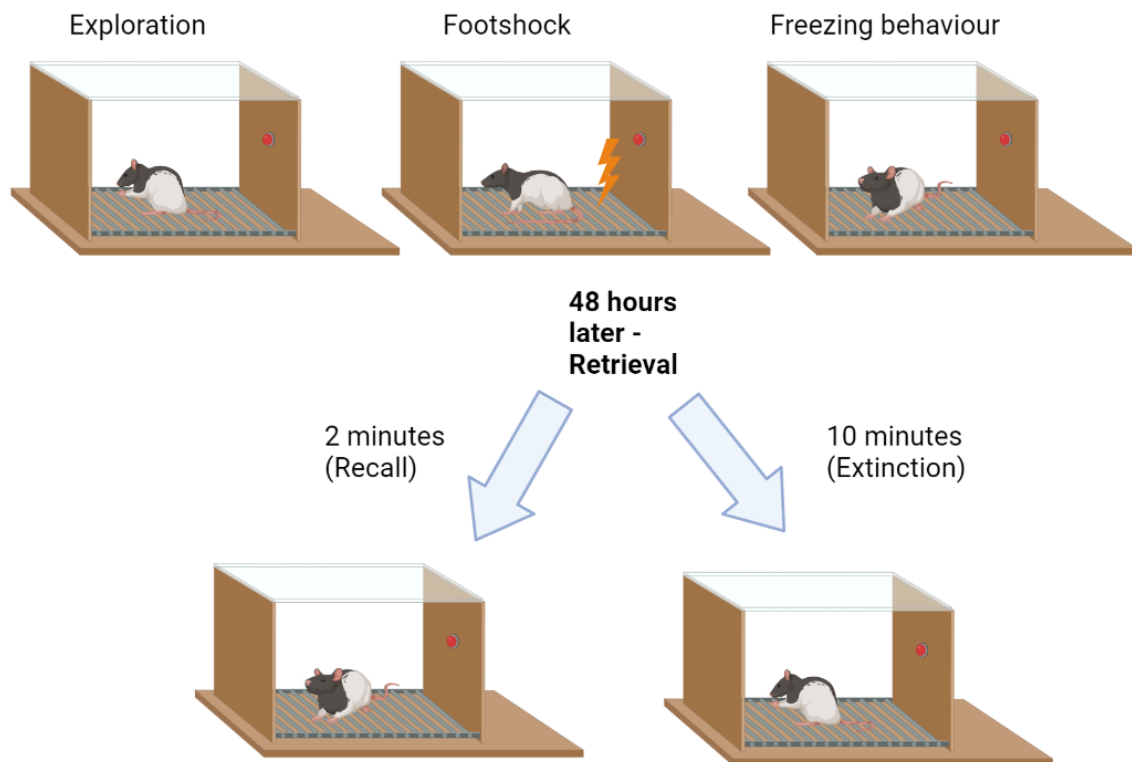 Exploration
Footshock
Freezing behaviour
48 hours
later -
Retrieval
2 minutes
(Recall)
10 minutes
(Extinction)